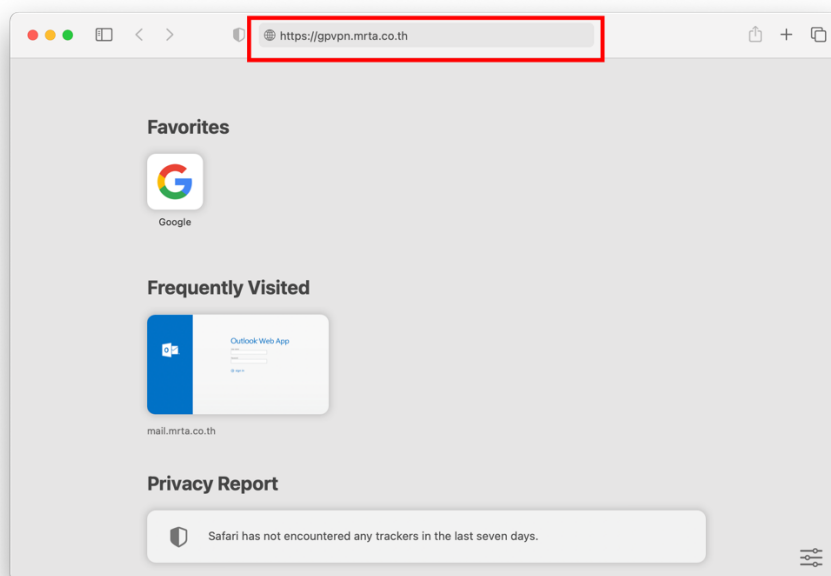 https://gpvpn.mrta.co.th
Favorites
Google
Frequently Visited
Outlook Web App
mail.mrta.co.th
Privacy Report
Safari has not encountered any trackers in the last seven days.